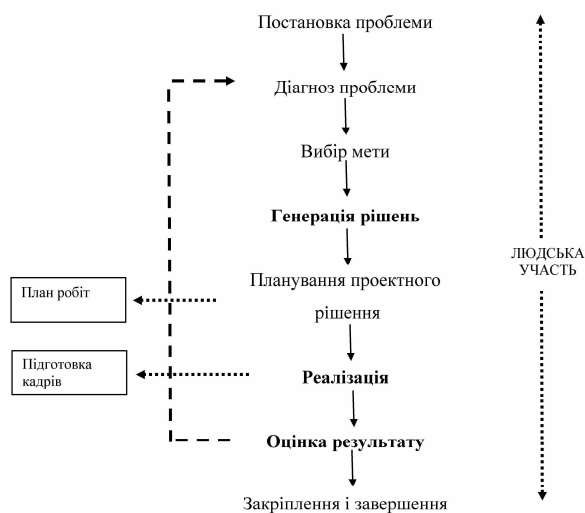 Постановка проблеми
Діагноз проблеми
Вибір мети
Генерація рішень
ЛЮДСЬКА
УЧАСТЬ
Планування проектного
рішення
План робіт
Реалізація
Підготовка
кадрів
Оцінка результату
Закріплення і завершення